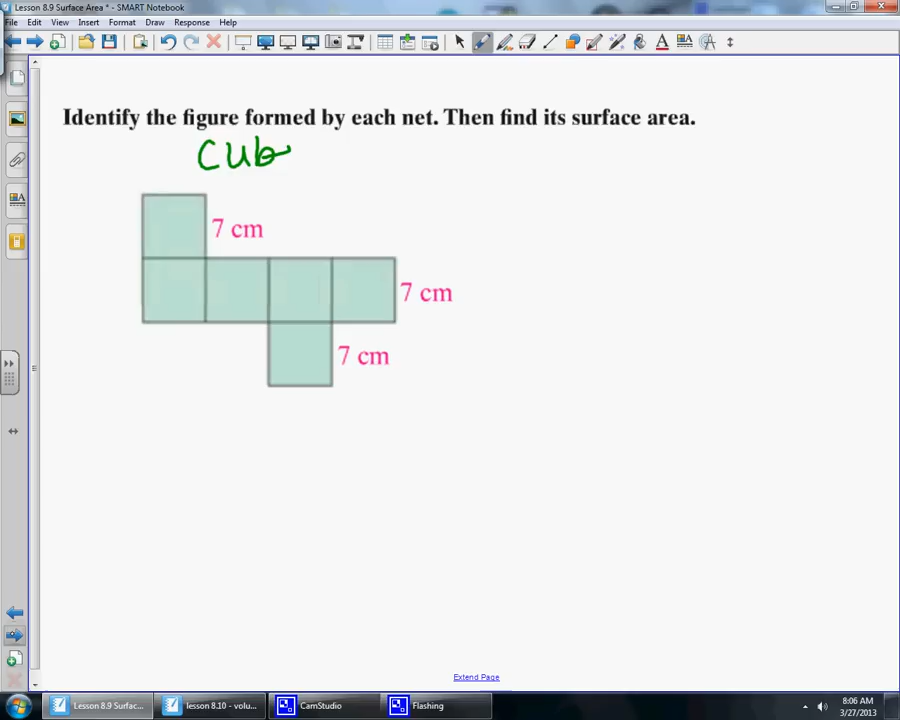 Lesson 8.9 Surface Area * - SMART Notebook
File Edit View Insert Format Draw Response Help
Identify the figure formed by each net. Then find its surface area.
Cub
7 cm
7 cm
7 cm
Extend Page
Lesson 8.9 Surfac...
lesson 8.10 - volu...
CamStudio
Flashing
8:06 AM
3/27/2013